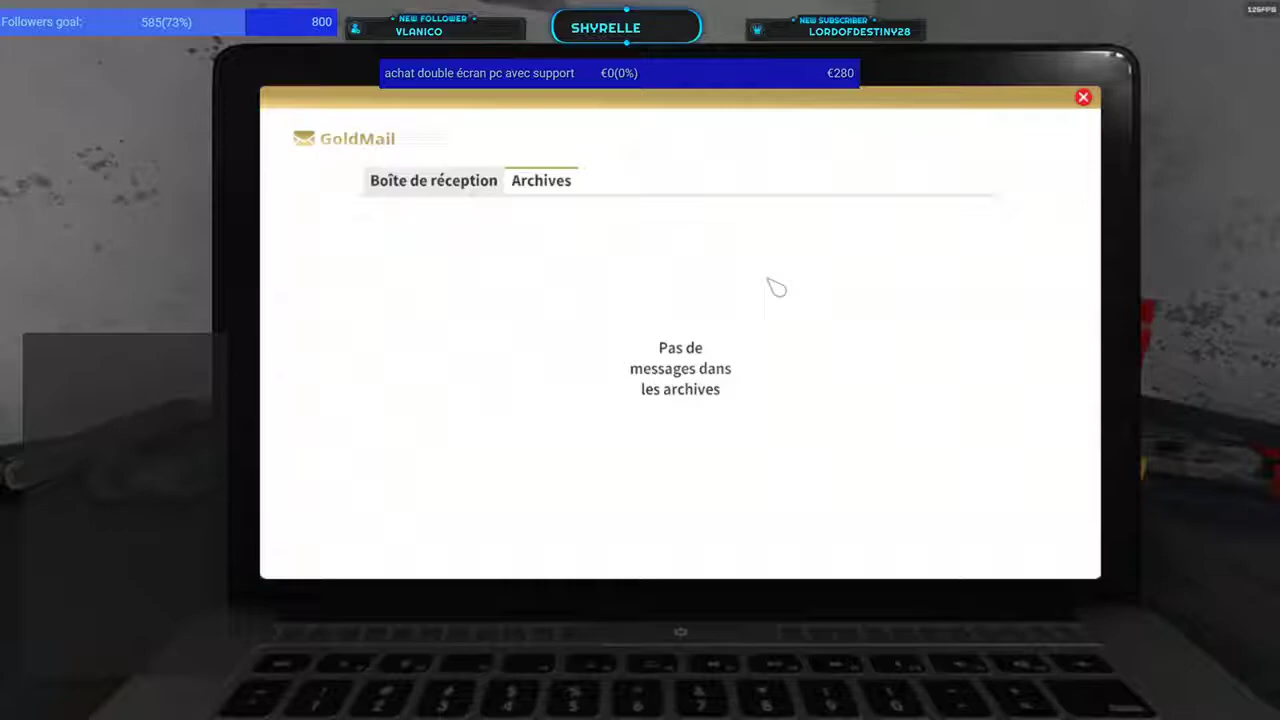 Followers goal: 585(73%) 800
NEW FOLLOWER
VLANICO
SHYRELLE
NEW SUBSCRIBER
LORDOFDESTINY28
126FPS
achat double écran pc avec support €0(0%) €280
GoldMail
Boîte de réception Archives
Pas de
messages dans
les archives